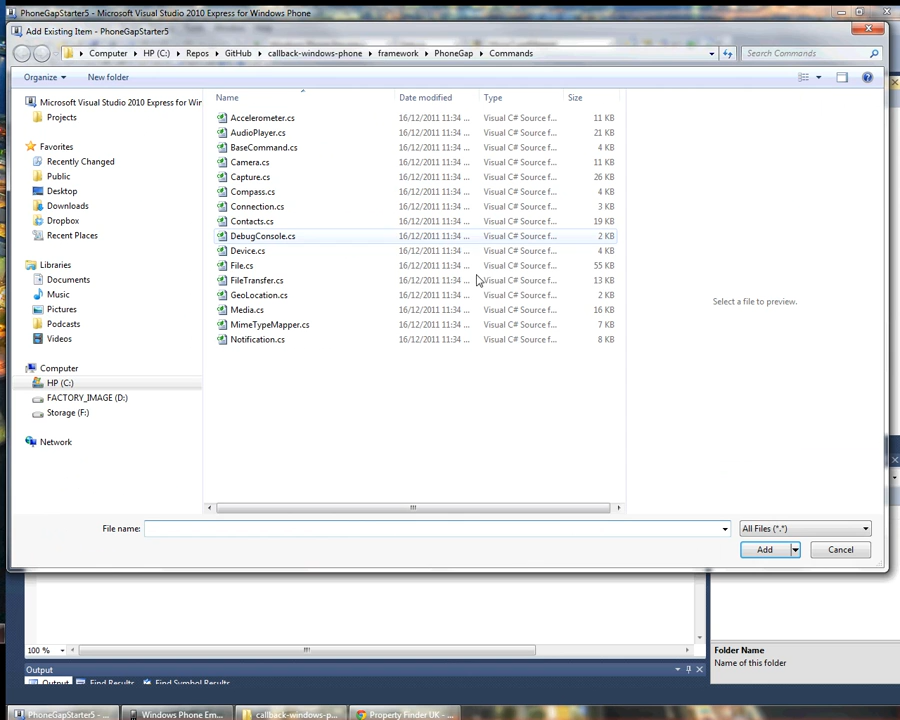 PhoneGapStarter5 - Microsoft Visual Studio 2010 Express for Windows Phone
Add Existing Item - PhoneGapStarter5
Computer ▸ HP (C:) ▸ Repos ▸ GitHub ▸ callback-windows-phone ▸ framework ▸ PhoneGap ▸ Commands
Search Commands
Organize
New folder
Microsoft Visual Studio 2010 Express for Win
Projects
Favorites
Recently Changed
Public
Desktop
Downloads
Dropbox
Recent Places
Libraries
Documents
Music
Pictures
Podcasts
Videos
Computer
HP (C:)
FACTORY_IMAGE (D:)
Storage (F:)
Network
Name Date modified Type Size
Accelerometer.cs 16/12/2011 11:34 ... Visual C# Source f... 11 KB
AudioPlayer.cs 16/12/2011 11:34 ... Visual C# Source f... 21 KB
BaseCommand.cs 16/12/2011 11:34 ... Visual C# Source f... 4 KB
Camera.cs 16/12/2011 11:34 ... Visual C# Source f... 11 KB
Capture.cs 16/12/2011 11:34 ... Visual C# Source f... 26 KB
Compass.cs 16/12/2011 11:34 ... Visual C# Source f... 4 KB
Connection.cs 16/12/2011 11:34 ... Visual C# Source f... 3 KB
Contacts.cs 16/12/2011 11:34 ... Visual C# Source f... 19 KB
DebugConsole.cs 16/12/2011 11:34 ... Visual C# Source f... 2 KB
Device.cs 16/12/2011 11:34 ... Visual C# Source f... 4 KB
File.cs 16/12/2011 11:34 ... Visual C# Source f... 55 KB
FileTransfer.cs 16/12/2011 11:34 ... Visual C# Source f... 13 KB
GeoLocation.cs 16/12/2011 11:34 ... Visual C# Source f... 2 KB
Media.cs 16/12/2011 11:34 ... Visual C# Source f... 16 KB
MimeTypeMapper.cs 16/12/2011 11:34 ... Visual C# Source f... 7 KB
Notification.cs 16/12/2011 11:34 ... Visual C# Source f... 8 KB
Select a file to preview.
File name:
All Files (*.*)
Add
Cancel
100 %
Folder Name
Name of this folder
Output
Output Find Results Find Symbol Results
PhoneGapStarter5 - ...
Windows Phone Em...
callback-windows-p...
Property Finder UK - ...